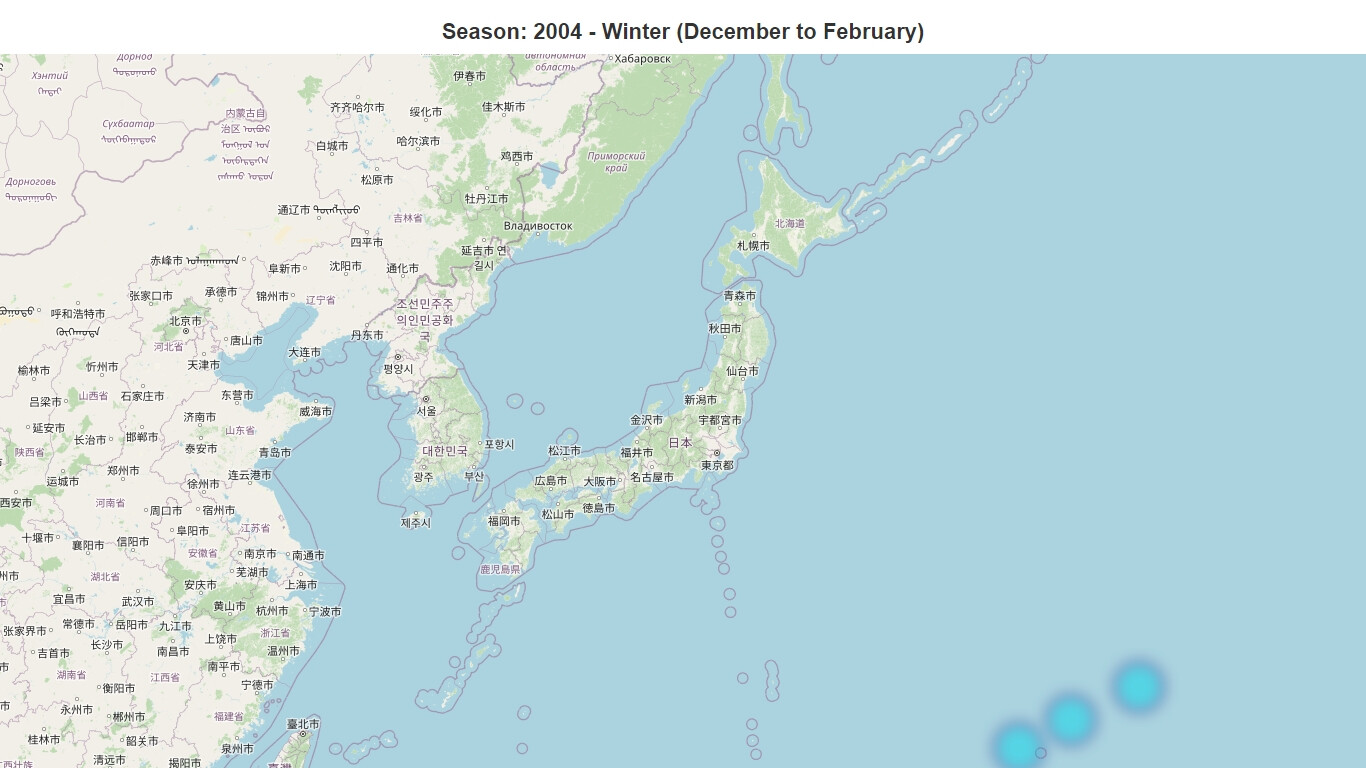 Season: 2004 - Winter (December to February)
Дорнод
автономная
область
Хабаровск
Хэнтий
伊春市
内蒙古自
治区
齐齐哈尔市
绥化市
佳木斯市
Сүхбаатар
白城市
哈尔滨市
鸡西市
Приморский
край
Дорноговь
松原市
牡丹江市
通辽市
吉林省
Владивосток
北海道
四平市
延吉市 연
길시
札幌市
赤峰市
阜新市
沈阳市
通化市
张家口市
承德市
锦州市
辽宁省
조선민주주
의인민공화
국
青森市
呼和浩特市
北京市
河北省
唐山市
丹东市
秋田市
大连市
天津市
榆林市
忻州市
평양시
仙台市
吕梁市
山西省
石家庄市
东营市
威海市
서울
新潟市
延安市
长治市
邯郸市
济南市
山东省
金沢市
宇都宮市
陕西省
泰安市
青岛市
대한민국
포항시
松江市
福井市
日本
東京都
运城市
郑州市
徐州市
连云港市
광주
부산
広島市
大阪市
名古屋市
西安市
河南省
周口市
宿州市
제주시
福岡市
松山市
徳島市
十堰市
襄阳市
信阳市
阜阳市
江苏省
安徽省
南京市
南通市
鹿児島県
州市
湖北省
安庆市
芜湖市
上海市
宜昌市
武汉市
黄山市
杭州市
宁波市
张家界市
常德市
岳阳市
九江市
上饶市
浙江省
吉首市
长沙市
南昌市
温州市
湖南省
江西省
南平市
衡阳市
宁德市
永州市
郴州市
福建省
臺北市
桂林市
韶关市
泉州市
清远市
揭阳市
臺灣